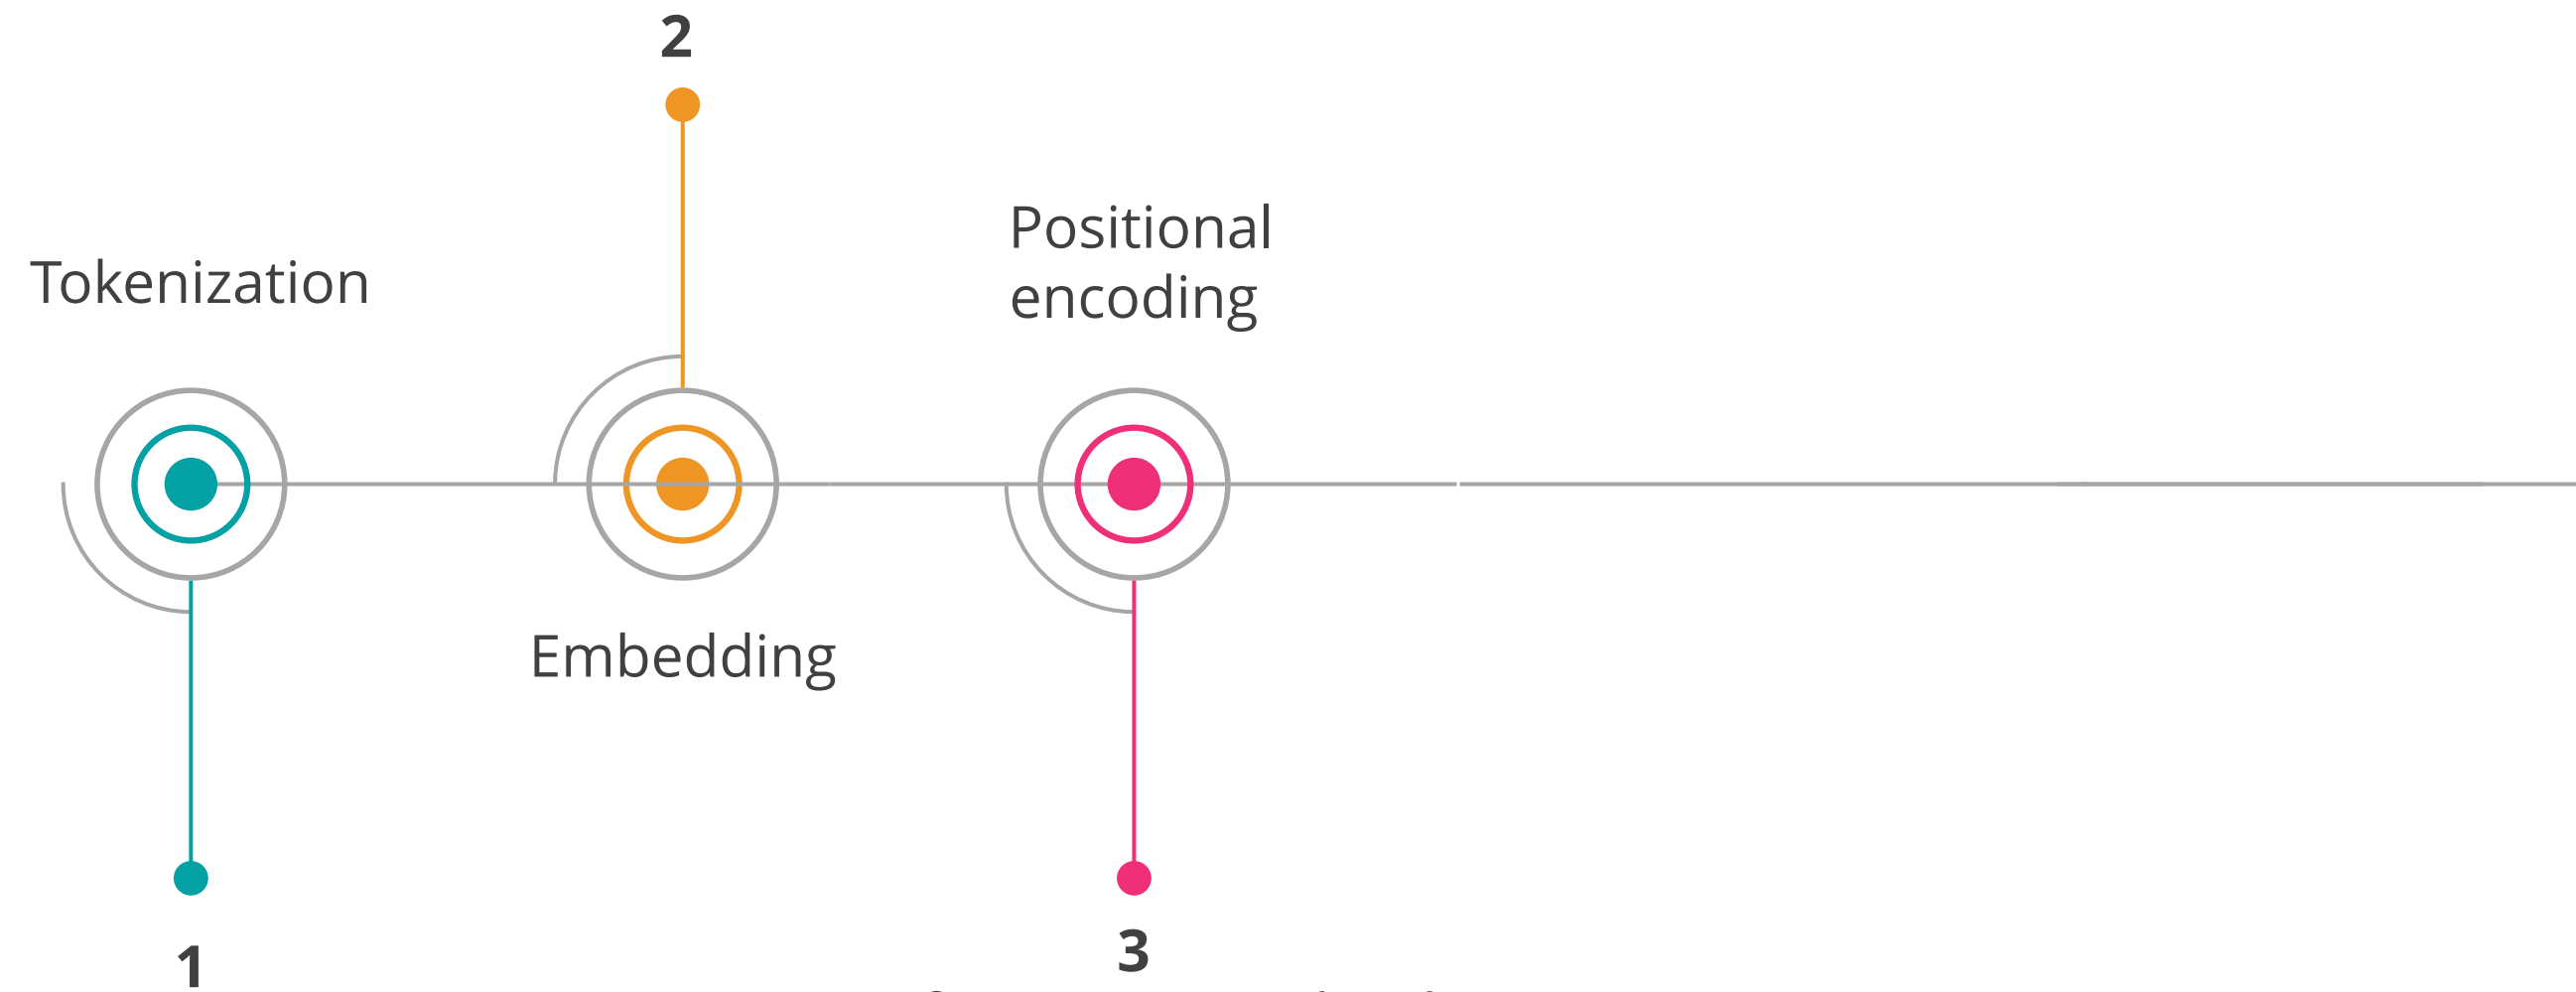 2
Tokenization
Positional
encoding
Embedding
1
3